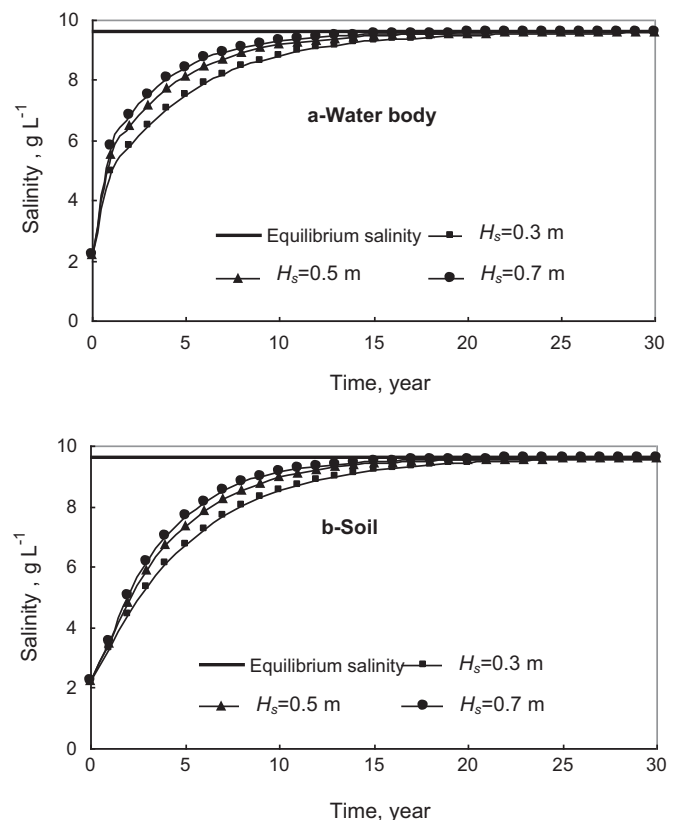 10
8
6
4
2
0
Salinity , g L⁻¹
a-Water body
Equilibrium salinity
Hₛ=0.3 m
Hₛ=0.5 m
Hₛ=0.7 m
0 5 10 15 20 25 30
Time, year
10
8
6
4
2
0
Salinity , g L⁻¹
b-Soil
Equilibrium salinity
Hₛ=0.3 m
Hₛ=0.5 m
Hₛ=0.7 m
0 5 10 15 20 25 30
Time, year